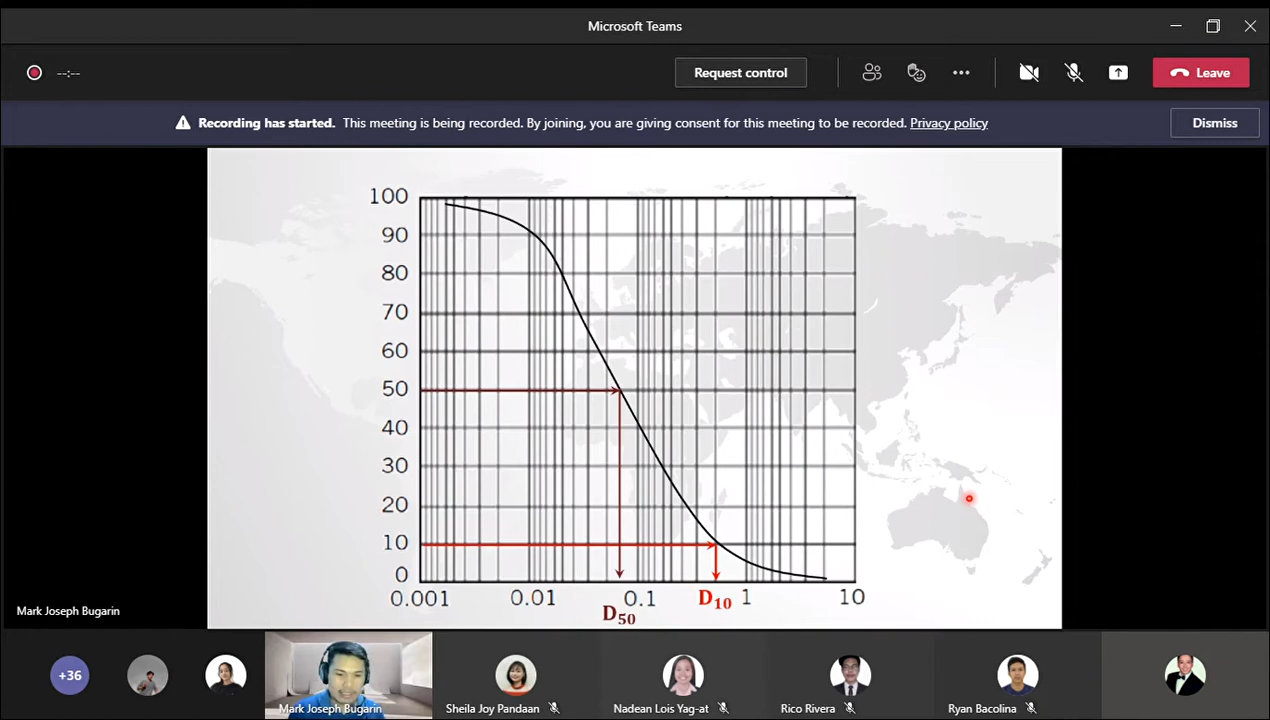 Microsoft Teams
--:--
Request control
Leave
Recording has started. This meeting is being recorded. By joining, you are giving consent for this meeting to be recorded. Privacy policy
Dismiss
100
90
80
70
60
50
40
30
20
10
0
0.001 0.01 0.1 1 10
D50 D10
Mark Joseph Bugarin
+36
Mark Joseph Bugarin
Sheila Joy Pandaan
Nadean Lois Yag-at
Rico Rivera
Ryan Bacolina